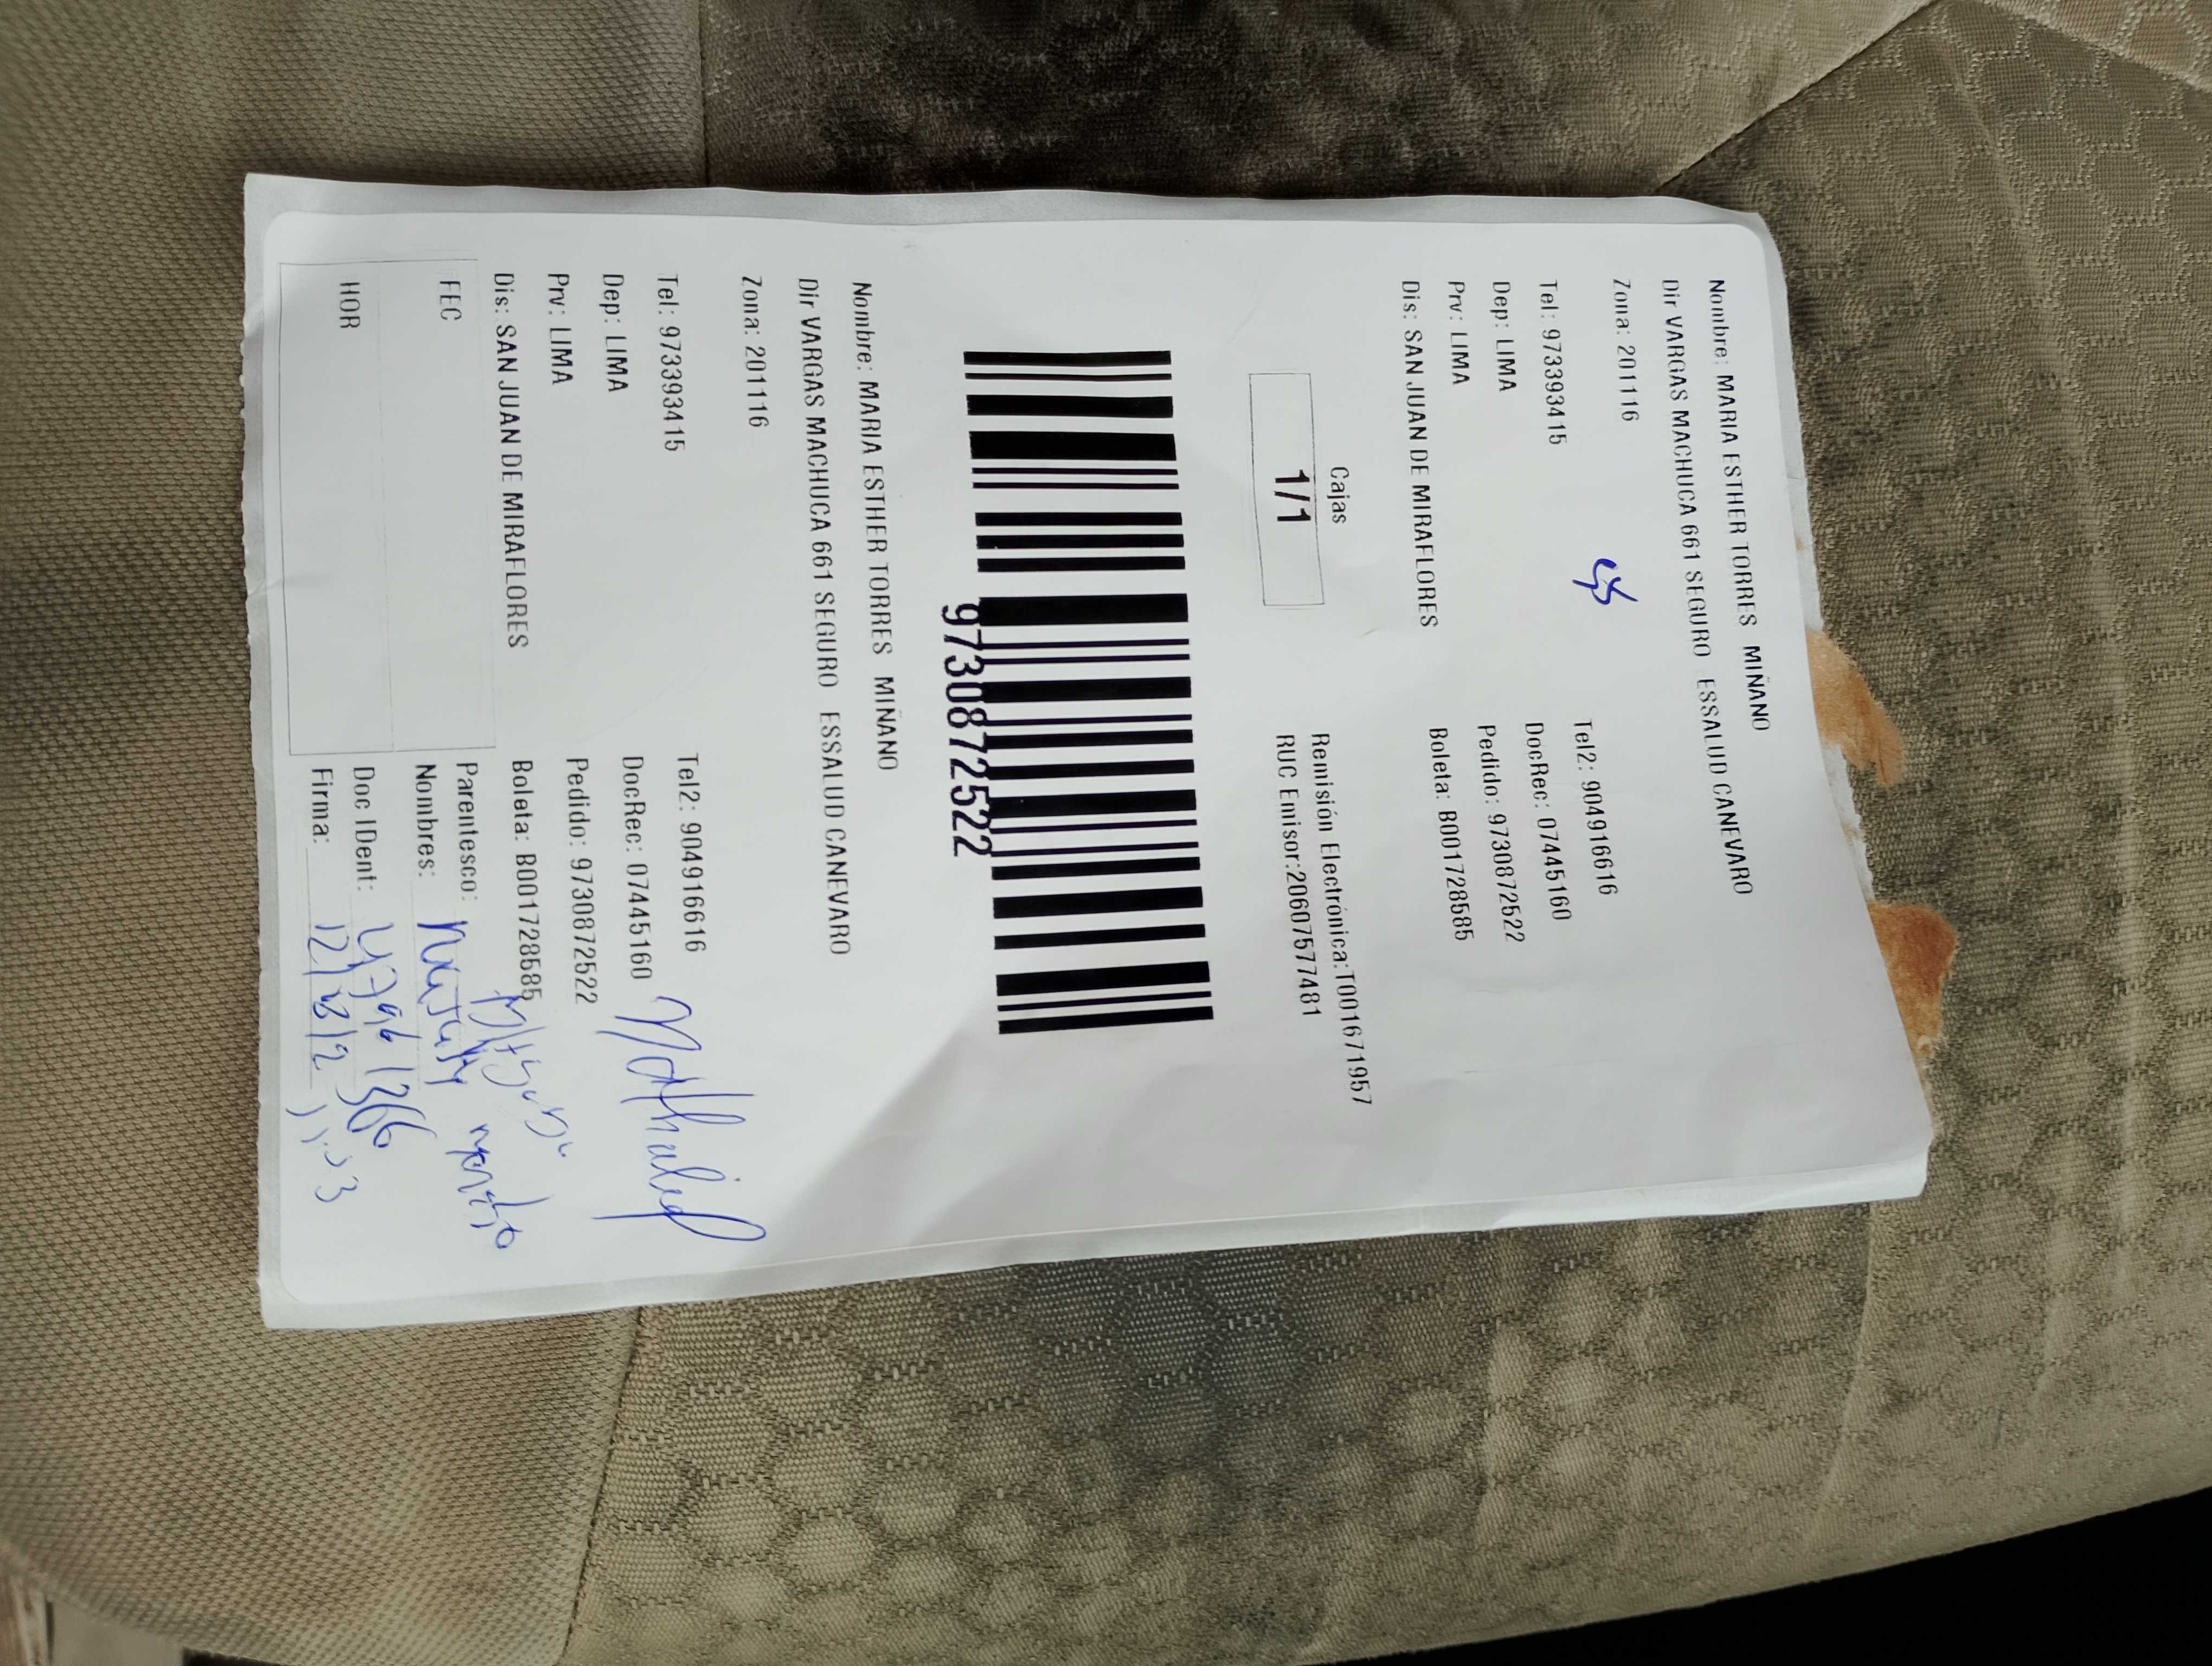 Nombre: MARIA ESTHER TORRES MIÑANO
Dir VARGAS MACHUCA 661 SEGURO ESSALUD CANEVARO
Zona: 201116
Tel: 973393415 Tel2: 904916616
Dep: LIMA DocRec: 07445160
Prv: LIMA Pedido: 9730872522
Dis: SAN JUAN DE MIRAFLORES Boleta: B001728585
Cajas
1/1
Remisión Electrónica:T001671957
RUC Emisor:20607577481
9730872522
Nombre: MARIA ESTHER TORRES MIÑANO
Dir VARGAS MACHUCA 661 SEGURO ESSALUD CANEVARO
Zona: 201116
Tel: 973393415 Tel2: 904916616
Dep: LIMA DocRec: 07445160
Prv: LIMA Pedido: 9730872522
Dis: SAN JUAN DE MIRAFLORES Boleta: B001728585
FEC
HOR
Parentesco:
Nombres:
Doc IDent:
Firma: